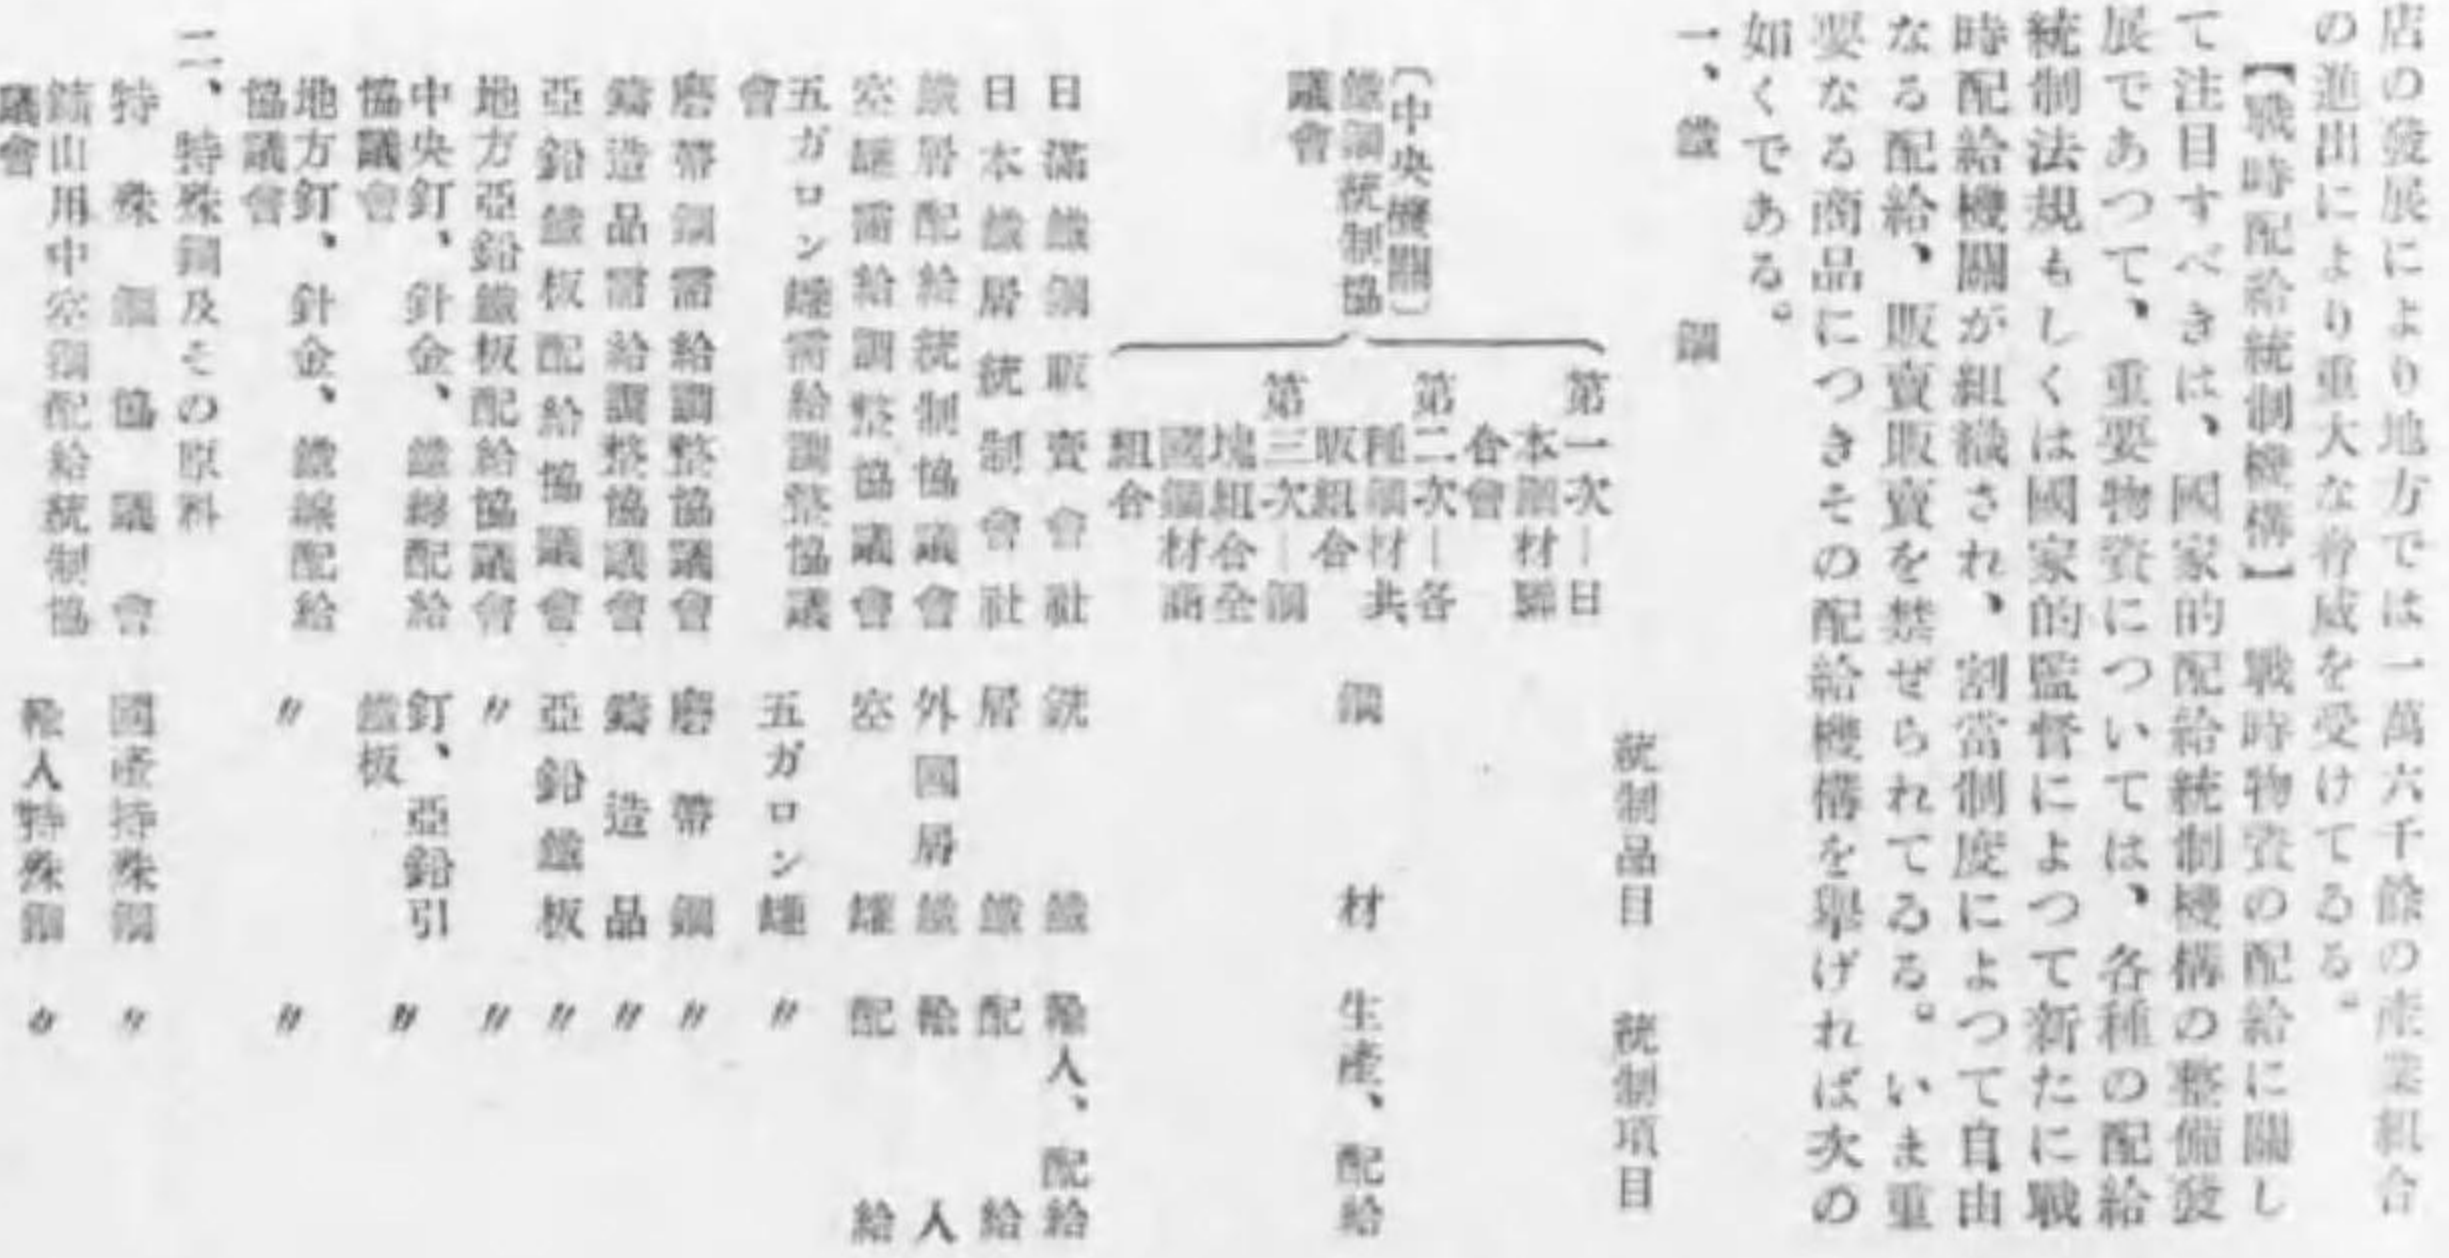 店の發展により地方では一萬六千餘の産業組合
の進出により重大な脅威を受けてゐる。
【戰時配給統制機構】 戰時物資の配給に關し
て注目すべきは、國家的配給統制機構の整備發
展であつて、重要物資については、各種の配給
統制法規もしくは國家的監督によつて新たに戰
時配給機關が組織され、割當制度によつて自由
なる配給、販賣販賣を禁ぜられてゐる。いま重
要なる商品につきその配給機構を擧げれば次の
如くである。
一、鐵 鋼
統制品目 統制項目
第一次―日
本鋼材聯
合會
第二次―各
種鋼材共
販組合
第三次―鋼
塊組合全
國鋼材商
組合
〔中央機關〕
鐵鋼統制協
議會
鋼材 生産、配給
日滿鐵鋼販賣會社 銑鐵 輸入、配給
日本鐵屑統制會社 屑鐵 配給
鐵屑配給統制協議會 外國屑鐵 輸入
空罐需給調整協議會 空罐 配給
五ガロン罐需給調整協議
會 五ガロン罐 〃
磨帶鋼需給調整協議會 磨帶鋼 〃
鑄造品需給調整協議會 鑄造品 〃
亞鉛鐵板配給協議會 亞鉛鐵板 〃
地方亞鉛鐵板配給協議會 〃 〃
中央釘、針金、鐵線配給 釘、亞鉛引
協議會 鐵板 〃
地方釘、針金、鐵線配給
協議會 〃 〃
二、特殊鋼及その原料
特殊鋼協議會 國産特殊鋼 〃
鑛山用中空鋼配給統制協
議會 輸入特殊鋼 〃